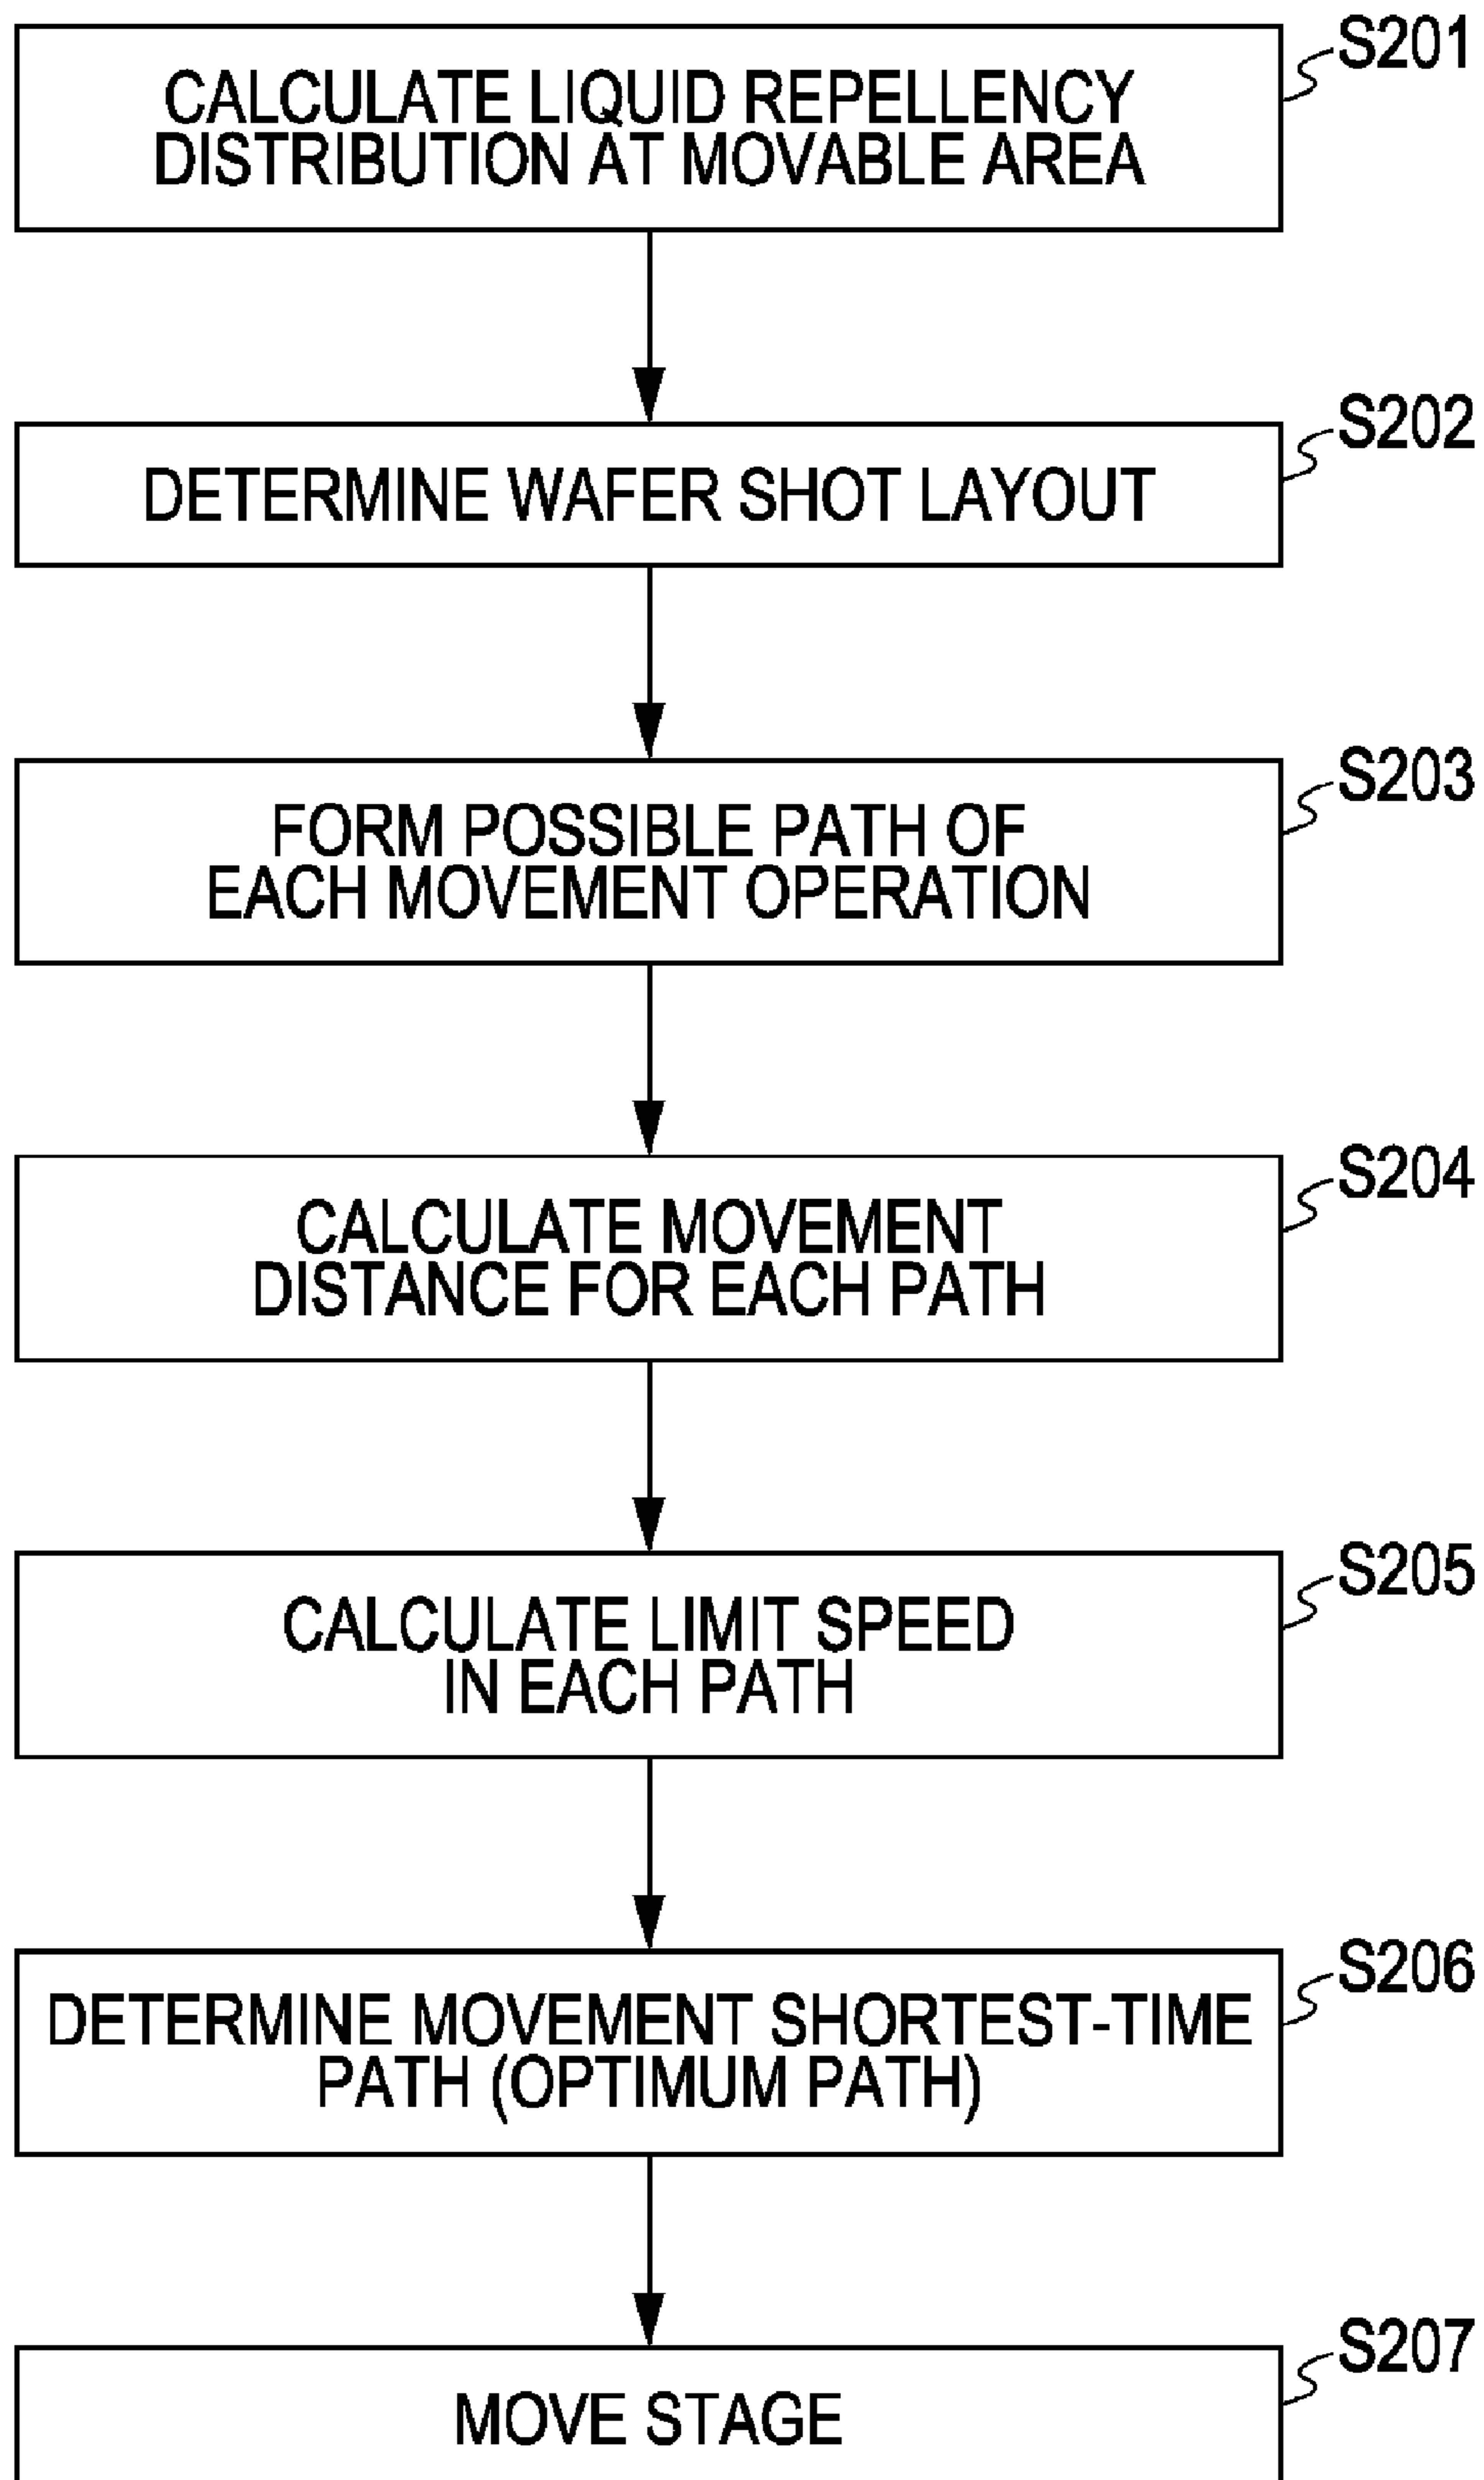 S201
CALCULATE LIQUID REPELLENCY
DISTRIBUTION AT MOVABLE AREA
S202
DETERMINE WAFER SHOT LAYOUT
S203
FORM POSSIBLE PATH OF
EACH MOVEMENT OPERATION
S204
CALCULATE MOVEMENT
DISTANCE FOR EACH PATH
S205
CALCULATE LIMIT SPEED
IN EACH PATH
S206
DETERMINE MOVEMENT SHORTEST-TIME
PATH (OPTIMUM PATH)
S207
MOVE STAGE